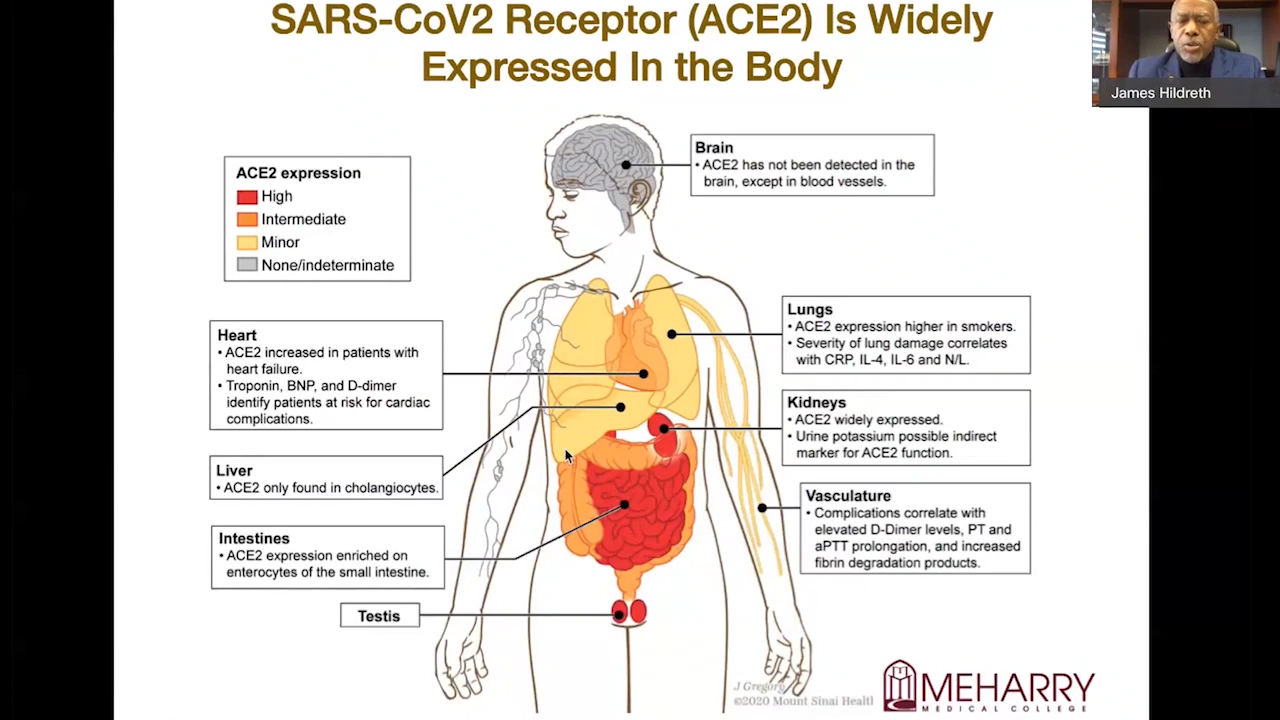 SARS-CoV2 Receptor (ACE2) Is Widely
Expressed In the Body
James Hildreth
ACE2 expression
High
Intermediate
Minor
None/indeterminate
Brain
• ACE2 has not been detected in the
brain, except in blood vessels.
Heart
• ACE2 increased in patients with
heart failure.
• Troponin, BNP, and D-dimer
identify patients at risk for cardiac
complications.
Liver
• ACE2 only found in cholangiocytes.
Intestines
• ACE2 expression enriched on
enterocytes of the small intestine.
Testis
Lungs
• ACE2 expression higher in smokers.
• Severity of lung damage correlates
with CRP, IL-4, IL-6 and N/L.
Kidneys
• ACE2 widely expressed.
• Urine potassium possible indirect
marker for ACE2 function.
Vasculature
• Complications correlate with
elevated D-Dimer levels, PT and
aPTT prolongation, and increased
fibrin degradation products.
J Gregory
©2020 Mount Sinai Healtl
MEHARRY
MEDICAL COLLEGE